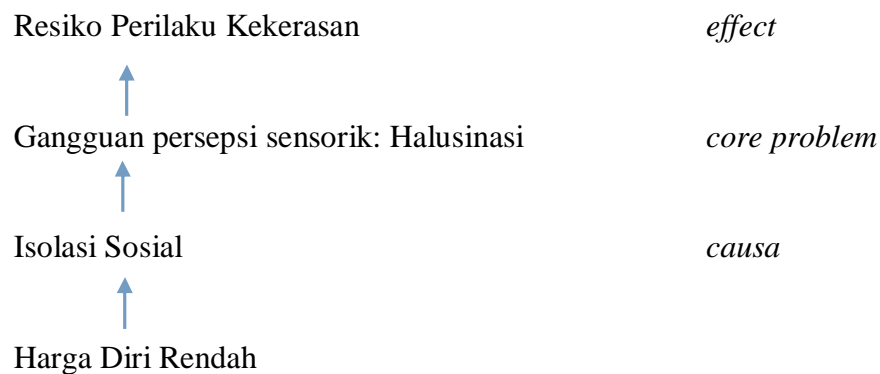 Resiko Perilaku Kekerasan effect
Gangguan persepsi sensorik: Halusinasi core problem
Isolasi Sosial causa
Harga Diri Rendah